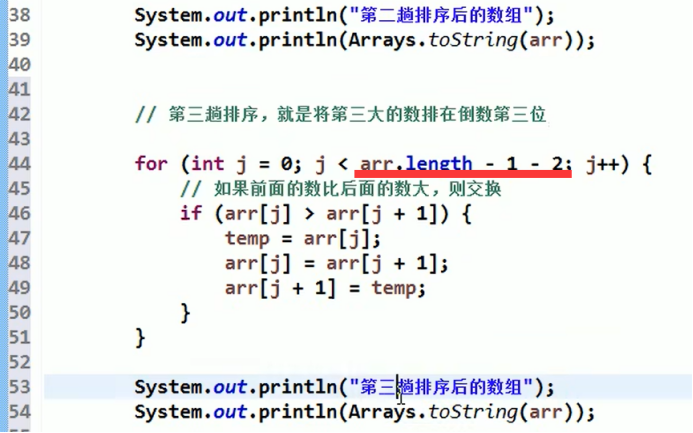 38 System.out.println("第二趟排序后的数组");
39 System.out.println(Arrays.toString(arr));
40
41
42 // 第三趟排序，就是将第三大的数排在倒数第三位
43
44 for (int j = 0; j < arr.length - 1 - 2; j++) {
45 // 如果前面的数比后面的数大，则交换
46 if (arr[j] > arr[j + 1]) {
47 temp = arr[j];
48 arr[j] = arr[j + 1];
49 arr[j + 1] = temp;
50 }
51 }
52
53 System.out.println("第三趟排序后的数组");
54 System.out.println(Arrays.toString(arr));